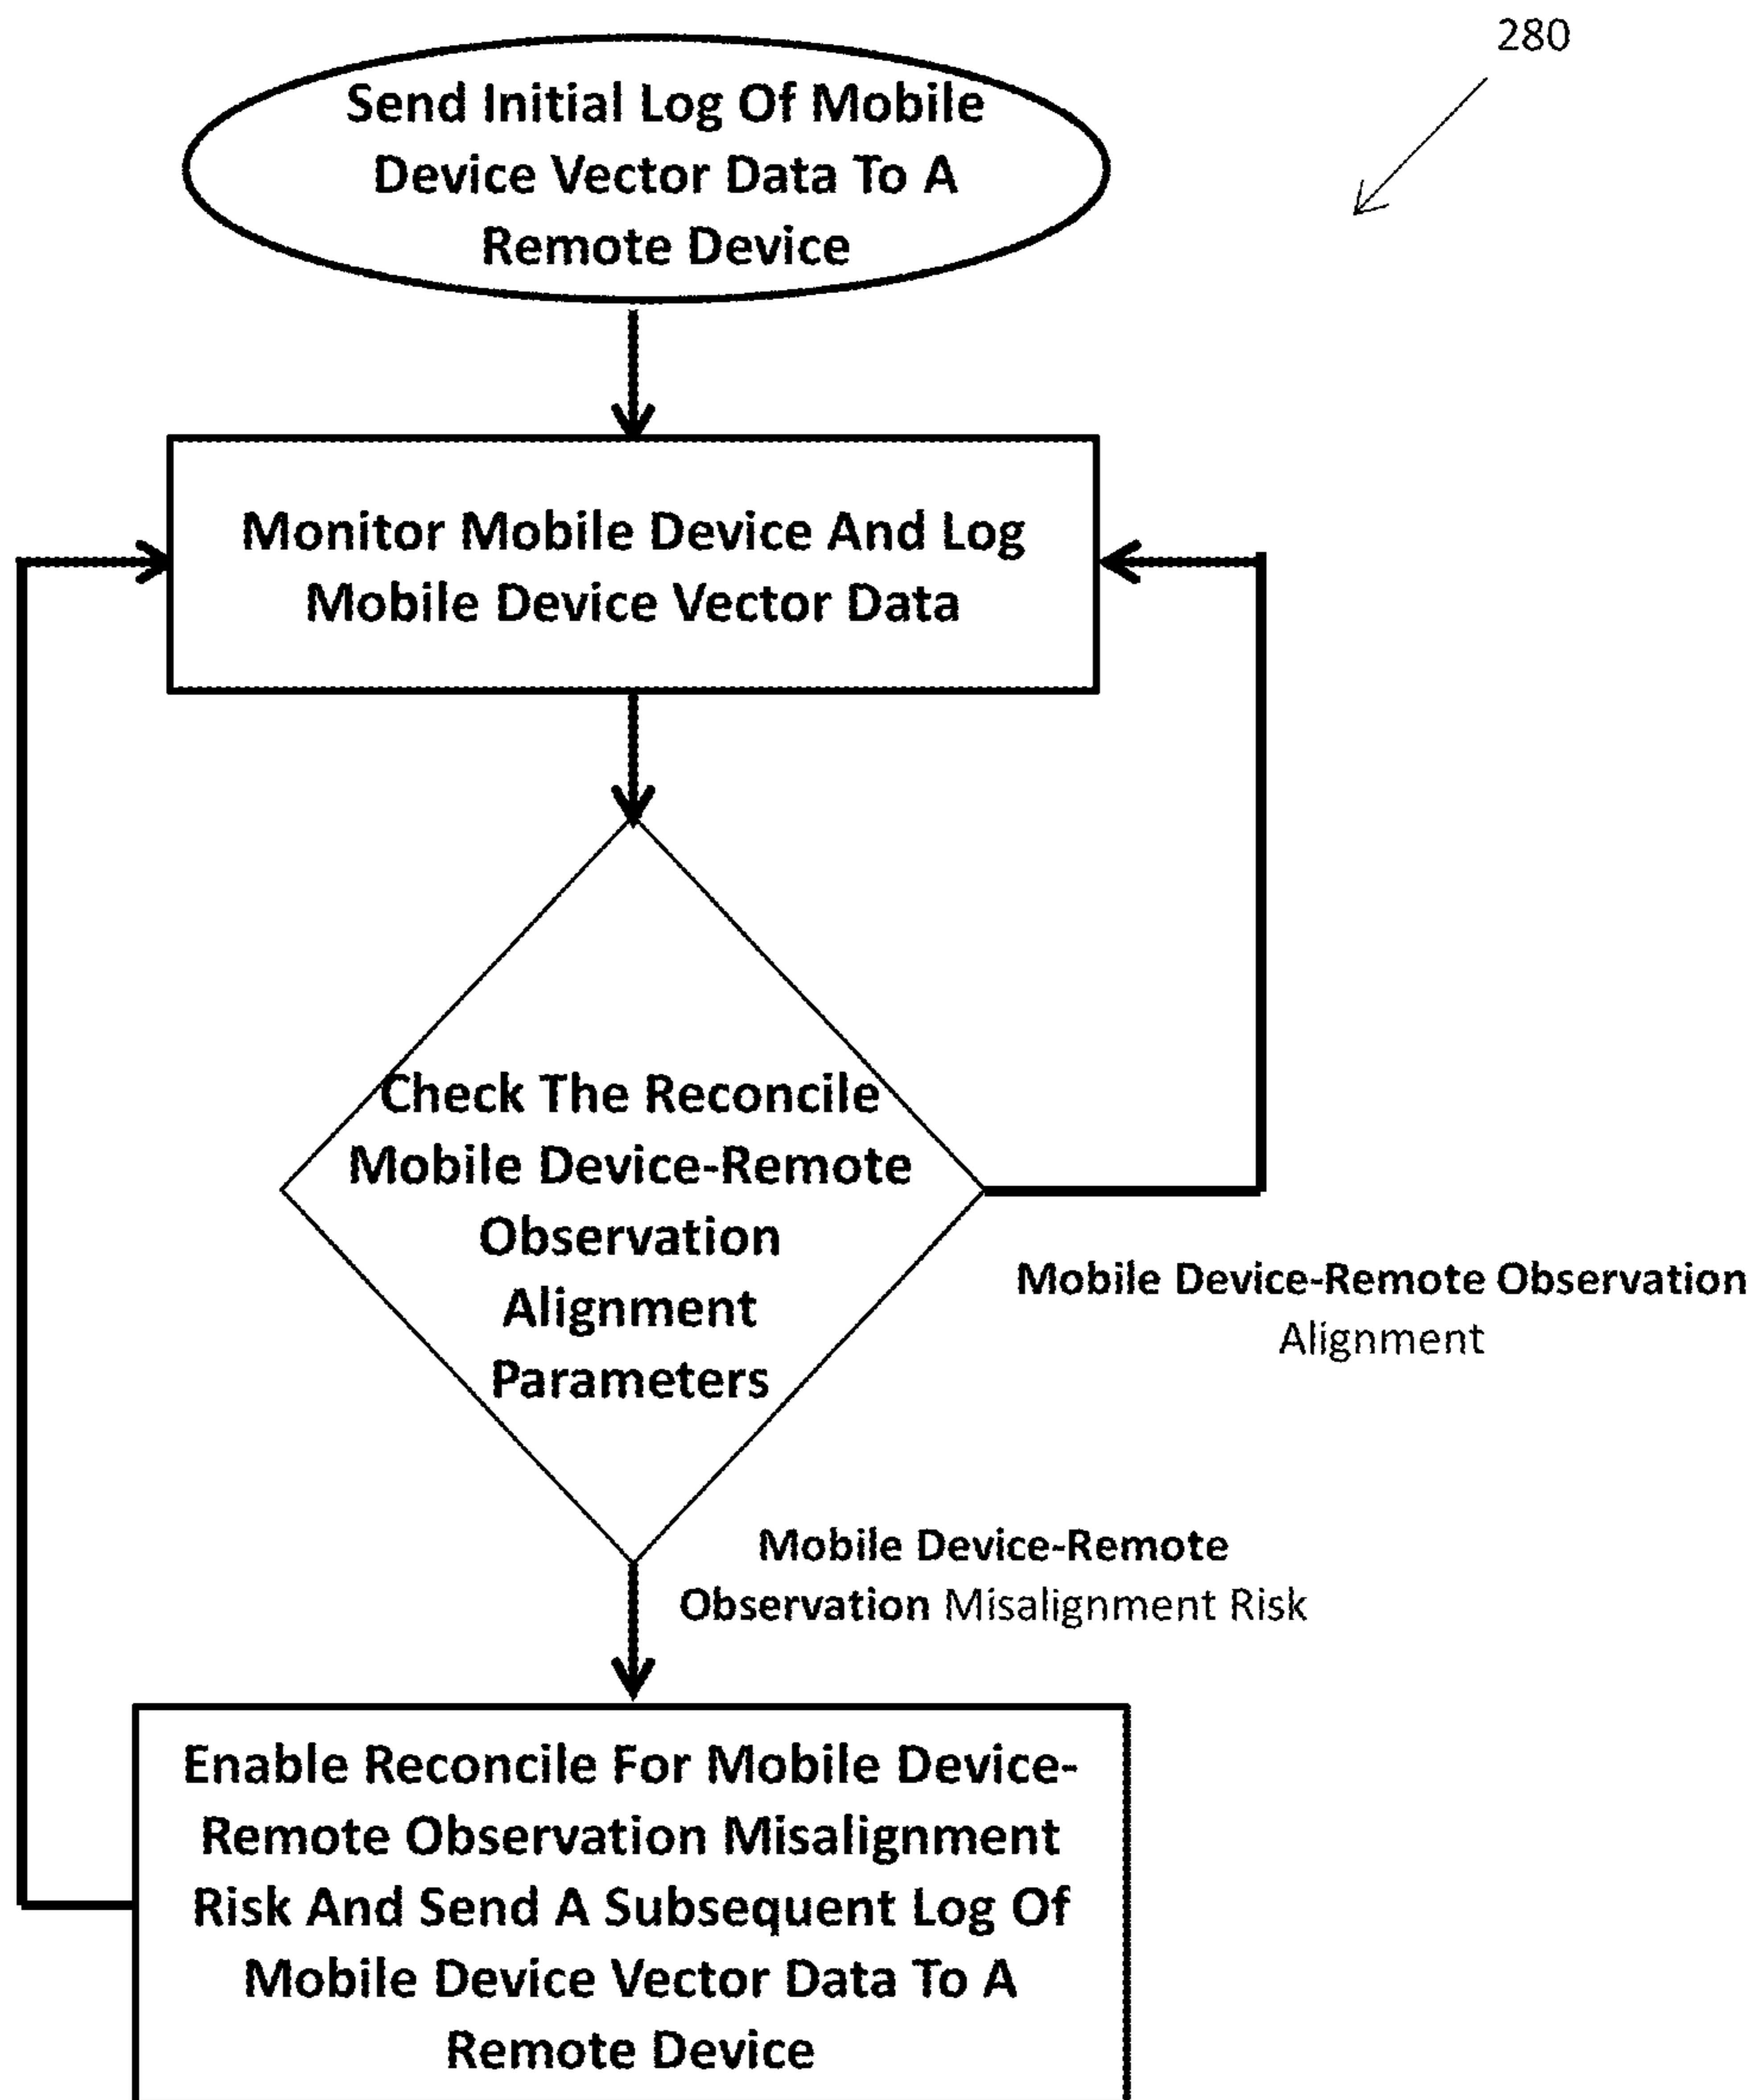 280
Send Initial Log Of Mobile
Device Vector Data To A
Remote Device
Monitor Mobile Device And Log
Mobile Device Vector Data
Check The Reconcile
Mobile Device-Remote
Observation
Alignment
Parameters
Mobile Device-Remote Observation
Alignment
Mobile Device-Remote
Observation Misalignment Risk
Enable Reconcile For Mobile Device-
Remote Observation Misalignment
Risk And Send A Subsequent Log Of
Mobile Device Vector Data To A
Remote Device